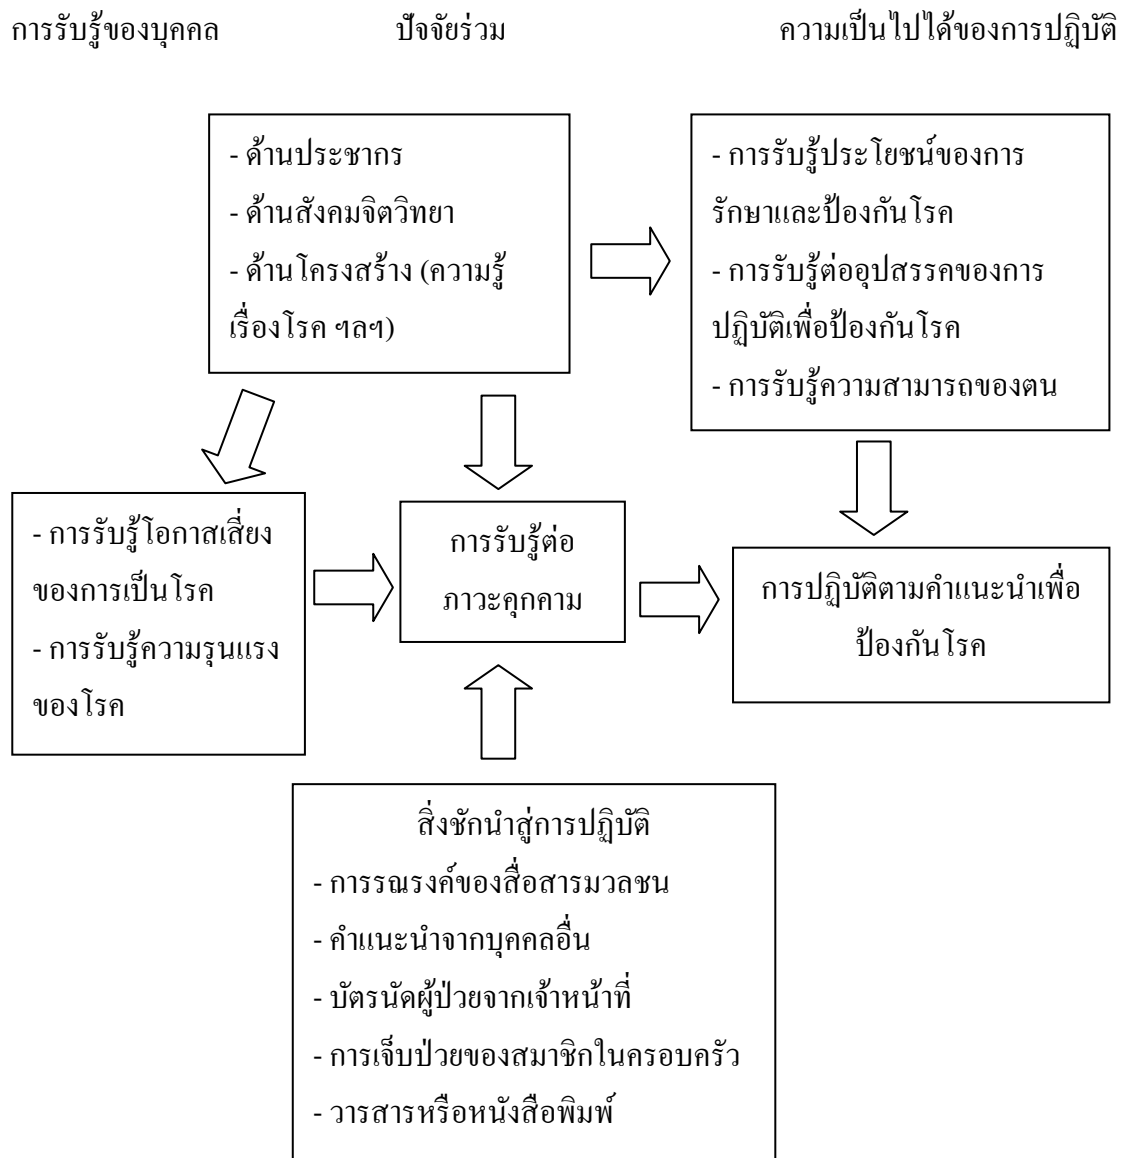 การรับรู้ของบุคคล ปัจจัยร่วม ความเป็นไปได้ของการปฏิบัติ
- ด้านประชากร
- ด้านสังคมจิตวิทยา
- ด้านโครงสร้าง (ความรู้
เรื่องโรค ฯลฯ)
- การรับรู้ประโยชน์ของการ
รักษาและป้องกันโรค
- การรับรู้ต่ออุปสรรคของการ
ปฏิบัติเพื่อป้องกันโรค
- การรับรู้ความสามารถของตน
- การรับรู้โอกาสเสี่ยง
ของการเป็นโรค
- การรับรู้ความรุนแรง
ของโรค
การรับรู้ต่อ
ภาวะคุกคาม
การปฏิบัติตามคำแนะนำเพื่อ
ป้องกันโรค
สิ่งชักนำสู่การปฏิบัติ
- การรณรงค์ของสื่อสารมวลชน
- คำแนะนำจากบุคคลอื่น
- บัตรนัดผู้ป่วยจากเจ้าหน้าที่
- การเจ็บป่วยของสมาชิกในครอบครัว
- วารสารหรือหนังสือพิมพ์